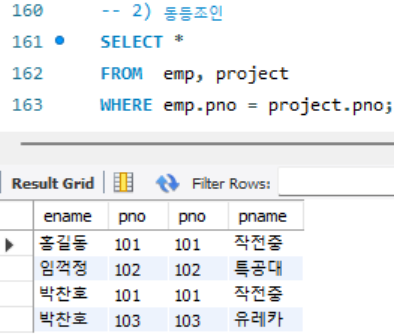 160 -- 2) 동등조인
161 SELECT *
162 FROM emp, project
163 WHERE emp.pno = project.pno;
Result Grid Filter Rows:
ename pno pno pname
홍길동 101 101 작전중
임꺽정 102 102 특공대
박찬호 101 101 작전중
박찬호 103 103 유레카